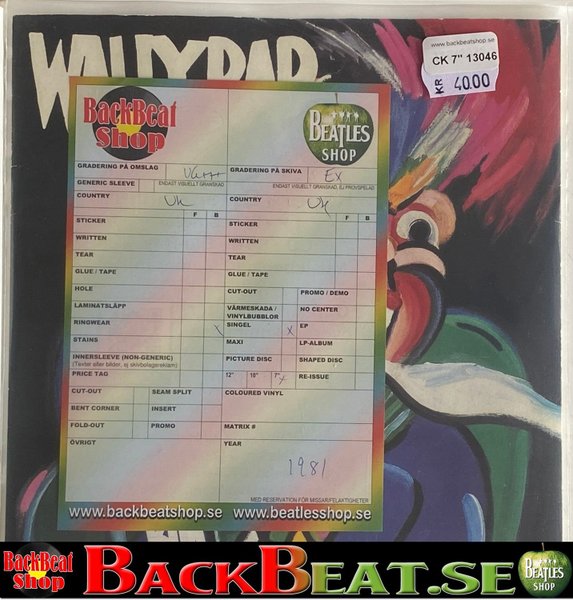 WALLY BAR
www.backbeatshop.se
CK 7" 13046
KR 40.00
BackBeat Shop
BEATLES SHOP
GRADERING PÅ OMSLAG VG+++ GRADERING PÅ SKIVA EX
GENERIC SLEEVE ENDAST VISUELLT GRANSKAD ENDAST VISUELLT GRANSKAD, EJ PROVSPELAD
COUNTRY UK COUNTRY UK
F B F B
STICKER STICKER
WRITTEN WRITTEN
TEAR TEAR
GLUE / TAPE GLUE / TAPE
HOLE CUT-OUT PROMO / DEMO
LAMINATSLÄPP VÄRMESKADA / VINYLBUBBLOR NO CENTER
RINGWEAR X SINGEL X EP
STAINS MAXI LP-ALBUM
INNERSLEEVE (NON-GENERIC) PICTURE DISC SHAPED DISC
(Texter eller bilder, ej skivbolagsreklam)
PRICE TAG 12" 10" 7" X RE-ISSUE
CUT-OUT SEAM SPLIT COLOURED VINYL
BENT CORNER INSERT
FOLD-OUT PROMO MATRIX #
ÖVRIGT YEAR
1981
MED RESERVATION FÖR MISSAR/FELAKTIGHETER
www.backbeatshop.se www.beatlesshop.se
BackBeat Shop BACKBEAT.SE BEATLES SHOP